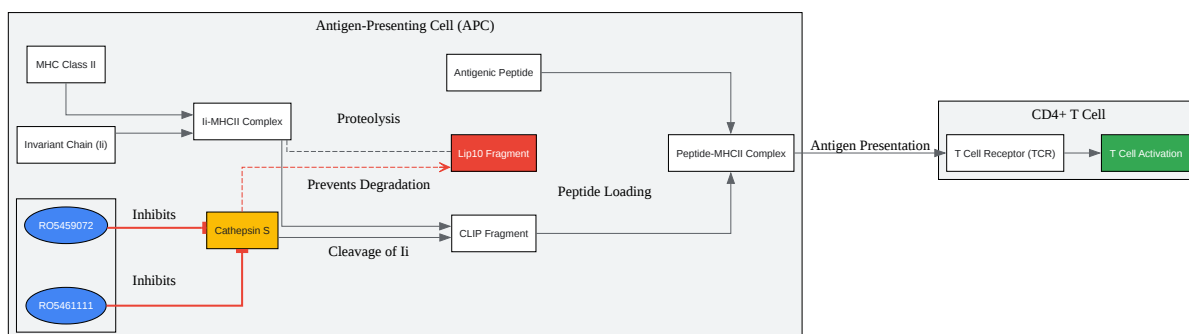 Antigen-Presenting Cell (APC)
MHC Class II
Antigenic Peptide
Ii-MHCII Complex
Proteolysis
CD4+ T Cell
Invariant Chain (Ii)
Lip10 Fragment
Peptide-MHCII Complex
Antigen Presentation
T Cell Receptor (TCR)
T Cell Activation
Prevents Degradation
Peptide Loading
Inhibits
RO5459072
Cathepsin S
CLIP Fragment
Cleavage of Ii
Inhibits
RO5461111